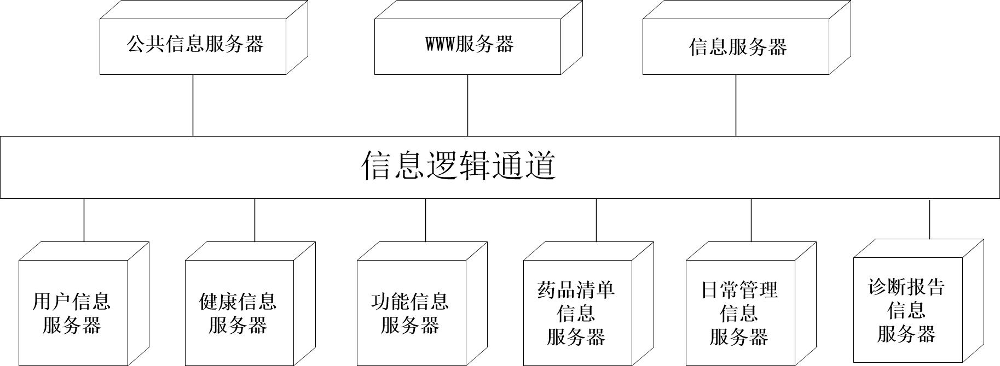 公共信息服务器
WWW服务器
信息服务器
信息逻辑通道
用户信息
服务器
健康信息
服务器
功能信息
服务器
药品清单
信息
服务器
日常管理
信息
服务器
诊断报告
信息
服务器